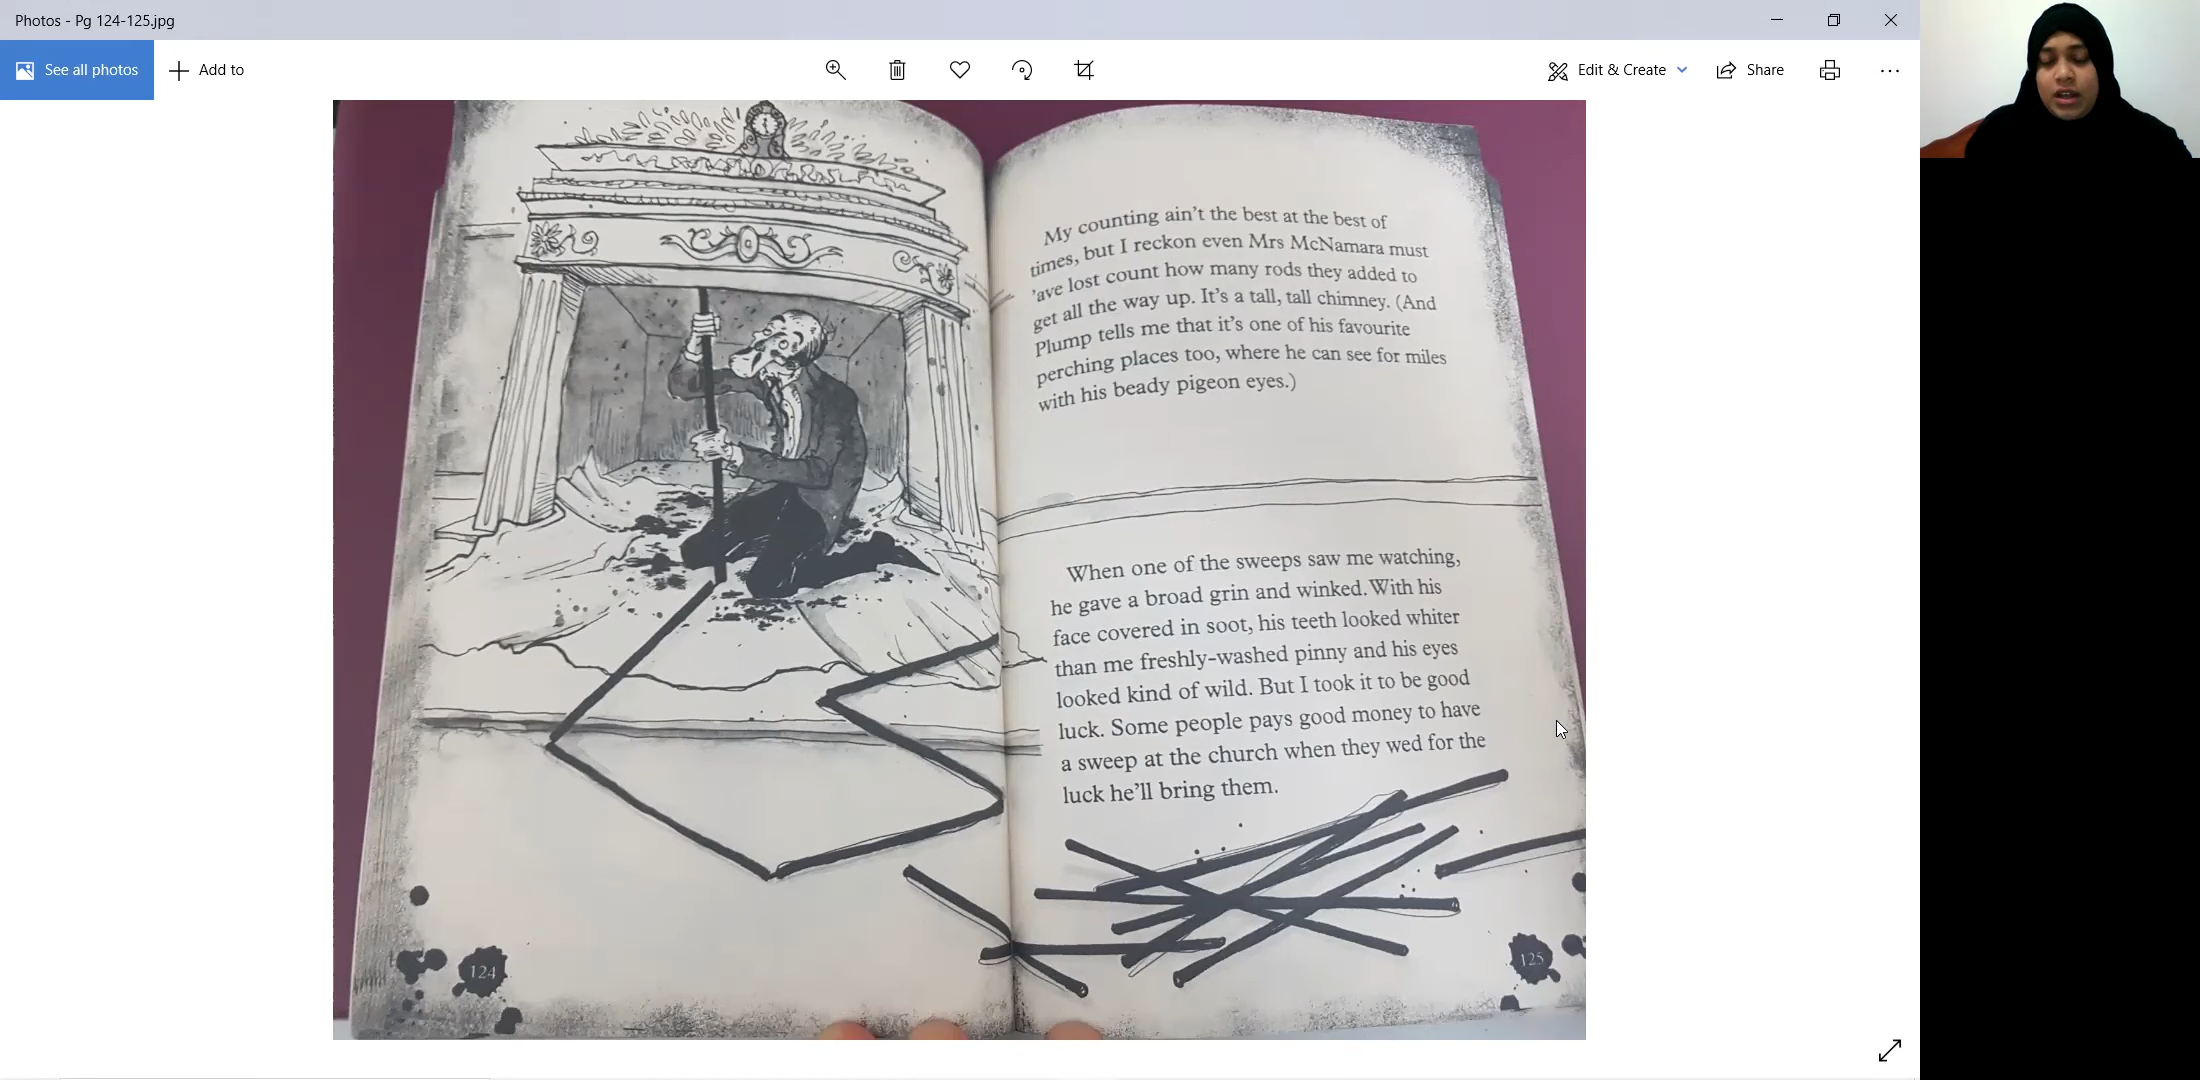 Photos - Pg 124-125.jpg
See all photos
Add to
Edit & Create
Share
My counting ain't the best at the best of
times, but I reckon even Mrs McNamara must
'ave lost count how many rods they added to
get all the way up. It's a tall, tall chimney. (And
Plump tells me that it's one of his favourite
perching places too, where he can see for miles
with his beady pigeon eyes.)
When one of the sweeps saw me watching,
he gave a broad grin and winked. With his
face covered in soot, his teeth looked whiter
than me freshly-washed pinny and his eyes
looked kind of wild. But I took it to be good
luck. Some people pays good money to have
a sweep at the church when they wed for the
luck he'll bring them.
124
125